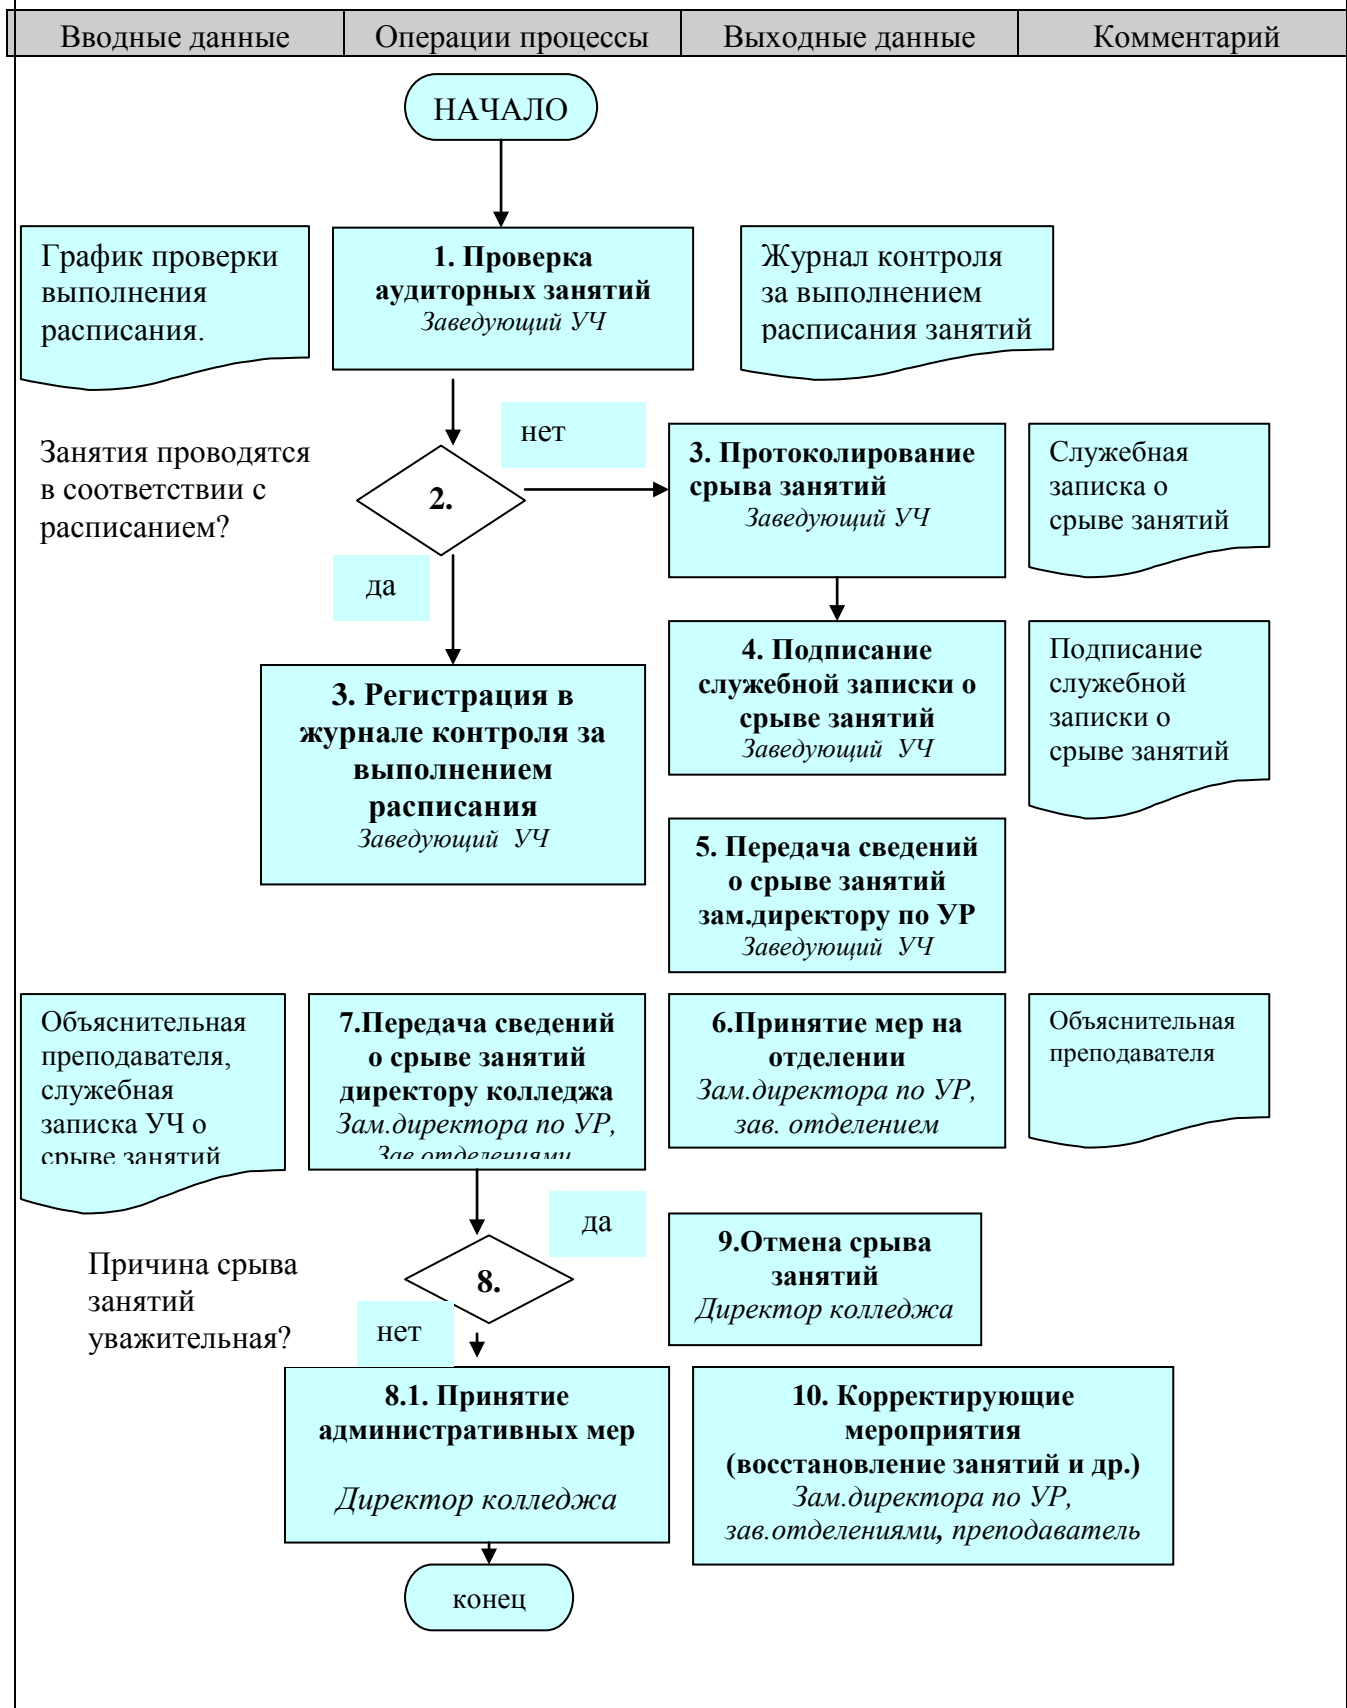 Вводные данные
Операции процессы
Выходные данные
Комментарий
НАЧАЛО
График проверки
выполнения
расписания.
1. Проверка
аудиторных занятий
Заведующий УЧ
Журнал контроля
за выполнением
расписания занятий
Занятия проводятся
в соответствии с
расписанием?
2.
нет
да
3. Протоколирование
срыва занятий
Заведующий УЧ
Служебная
записка о
срыве занятий
3. Регистрация в
журнале контроля за
выполнением
расписания
Заведующий УЧ
4. Подписание
служебной записки о
срыве занятий
Заведующий УЧ
Подписание
служебной
записки о
срыве занятий
5. Передача сведений
о срыве занятий
зам.директору по УР
Заведующий УЧ
Объяснительная
преподавателя,
служебная
записка УЧ о
срыве занятий
7.Передача сведений
о срыве занятий
директору колледжа
Зам.директора по УР,
Зав.отделениями
6.Принятие мер на
отделении
Зам.директора по УР,
зав. отделением
Объяснительная
преподавателя
Причина срыва
занятий
уважительная?
8.
да
нет
9.Отмена срыва
занятий
Директор колледжа
8.1. Принятие
административных мер
Директор колледжа
10. Корректирующие
мероприятия
(восстановление занятий и др.)
Зам.директора по УР,
зав.отделениями, преподаватель
конец